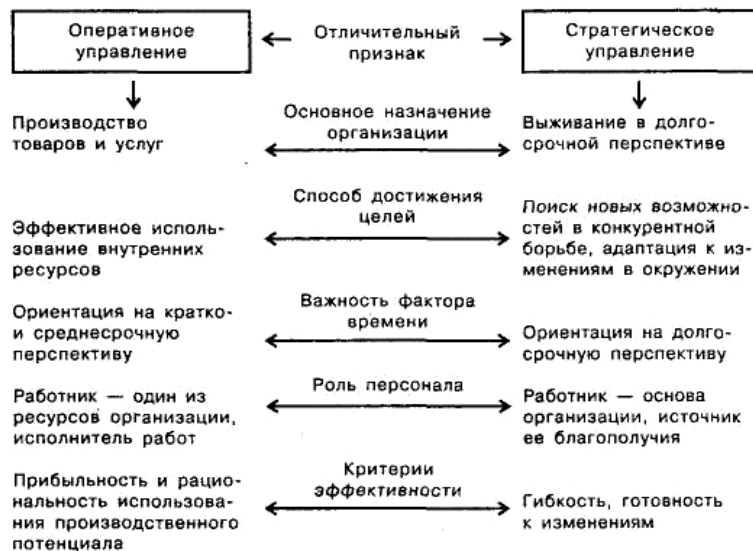 Оперативное
управление
Отличительный
признак
Стратегическое
управление
Основное назначение
организации
Производство
товаров и услуг
Выживание в долго-
срочной перспективе
Способ достижения
целей
Эффективное исполь-
зование внутренних
ресурсов
Поиск новых возможно-
стей в конкурентной
борьбе, адаптация к из-
менениям в окружении
Важность фактора
времени
Ориентация на кратко-
и среднесрочную
перспективу
Ориентация на долго-
срочную перспективу
Роль персонала
Работник — один из
ресурсов организации,
исполнитель работ
Работник — основа
организации, источник
ее благополучия
Критерии
эффективности
Прибыльность и рацио-
нальность использова-
ния производственного
потенциала
Гибкость, готовность
к изменениям